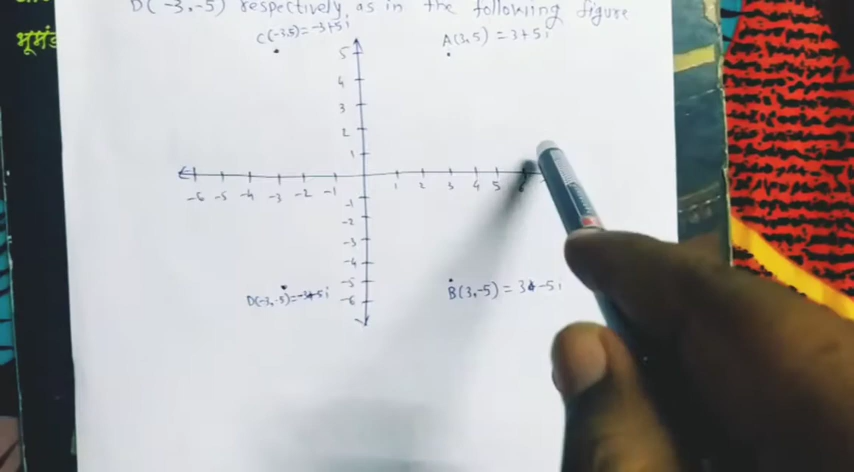 D(-3,-5) respectively, as in the following figure
C(-3,5) = -3+5i
A(3,5) = 3+5i
5
4
3
2
1
-6 -5 -4 -3 -2 -1 1 2 3 4 5 6
-1
-2
-3
-4
-5
-6
D(-3,-5) = -3-5i
B(3,-5) = 3-5i